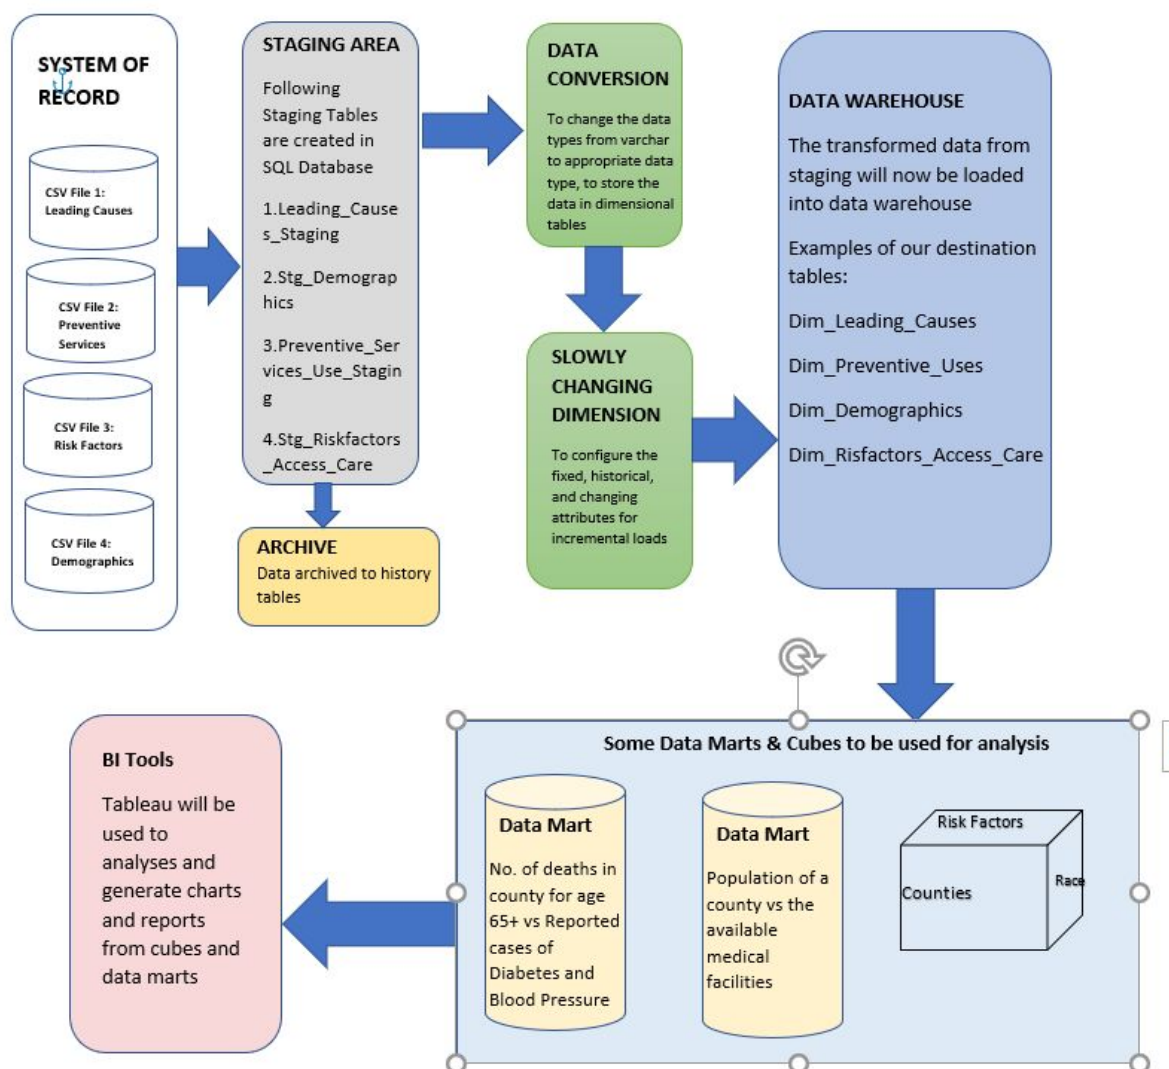 SYSTEM OF
RECORD
CSV File 1:
Leading Causes
CSV File 2:
Preventive
Services
CSV File 3:
Risk Factors
CSV File 4:
Demographics
STAGING AREA
Following
Staging Tables
are created in
SQL Database
1.Leading_Cause
s_Staging
2.Stg_Demograp
hics
3.Preventive_Ser
vices_Use_Stagin
g
4.Stg_Riskfactors
_Access_Care
ARCHIVE
Data archived to history
tables
DATA
CONVERSION
To change the data
types from varchar
to appropriate data
type, to store the
data in dimensional
tables
SLOWLY
CHANGING
DIMENSION
To configure the
fixed, historical,
and changing
attributes for
incremental loads
DATA WAREHOUSE
The transformed data from
staging will now be loaded
into data warehouse
Examples of our destination
tables:
Dim_Leading_Causes
Dim_Preventive_Uses
Dim_Demographics
Dim_Risfactors_Access_Care
Some Data Marts & Cubes to be used for analysis
Data Mart
No. of deaths in
county for age
65+ vs Reported
cases of
Diabetes and
Blood Pressure
Data Mart
Population of a
county vs the
available
medical
facilities
Risk Factors
Counties
Race
BI Tools
Tableau will be
used to
analyses and
generate charts
and reports
from cubes and
data marts